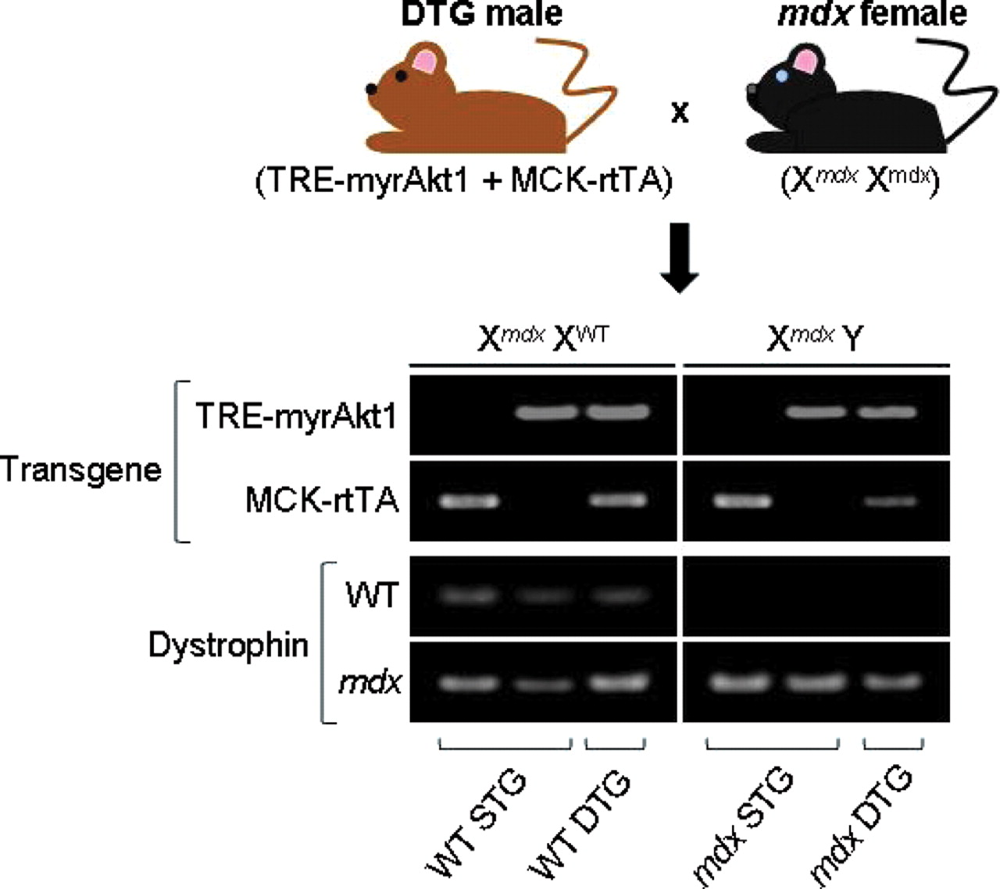 DTG male
mdx female
x
(TRE-myrAkt1 + MCK-rtTA)
(Xmdx Xmdx)
Xmdx XWT
Xmdx Y
Transgene
TRE-myrAkt1
MCK-rtTA
Dystrophin
WT
mdx
WT STG
WT DTG
mdx STG
mdx DTG